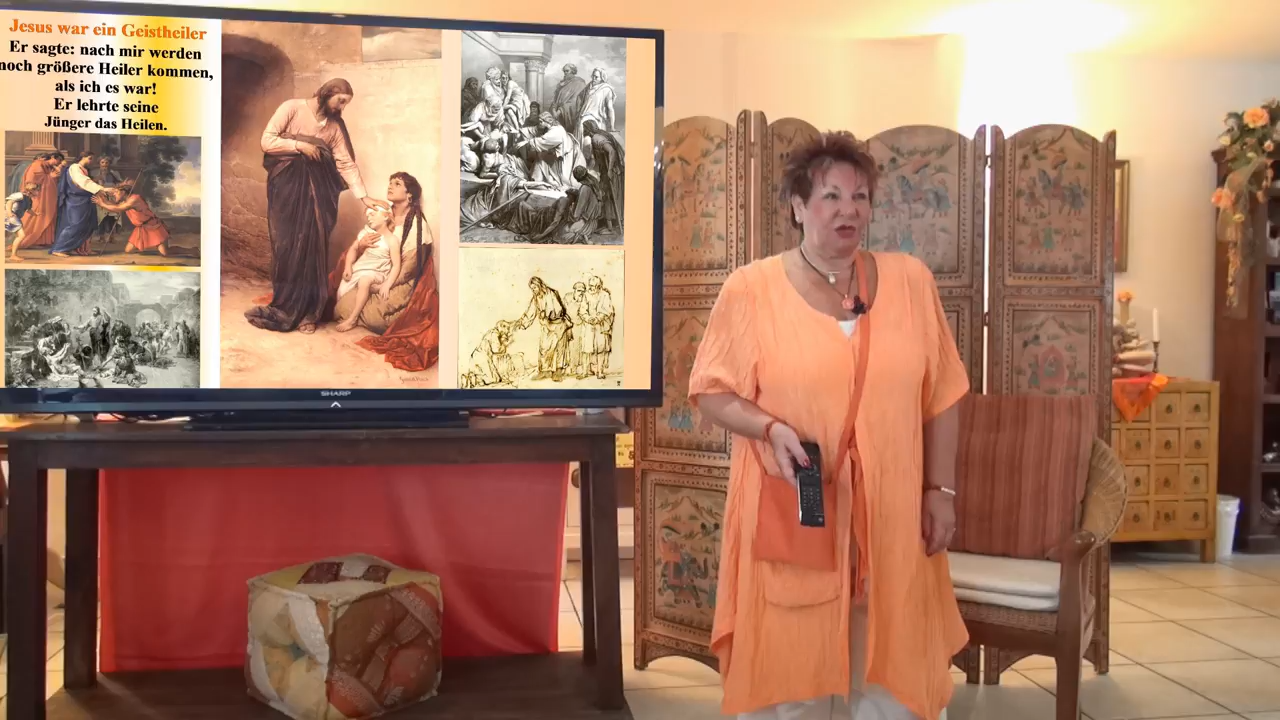 Jesus war ein Geistheiler
Er sagte: nach mir werden
noch größere Heiler kommen,
als ich es war!
Er lehrte seine
Jünger das Heilen.
SHARP